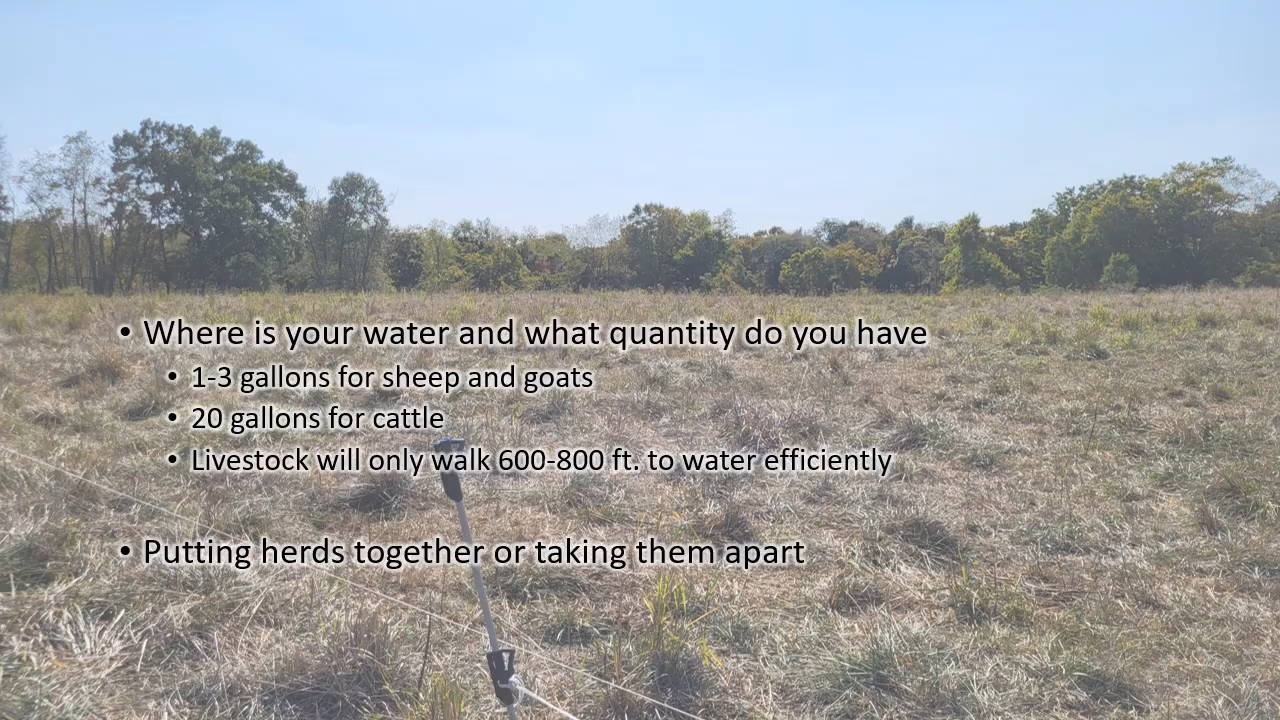 • Where is your water and what quantity do you have
• 1-3 gallons for sheep and goats
• 20 gallons for cattle
• Livestock will only walk 600-800 ft. to water efficiently
• Putting herds together or taking them apart